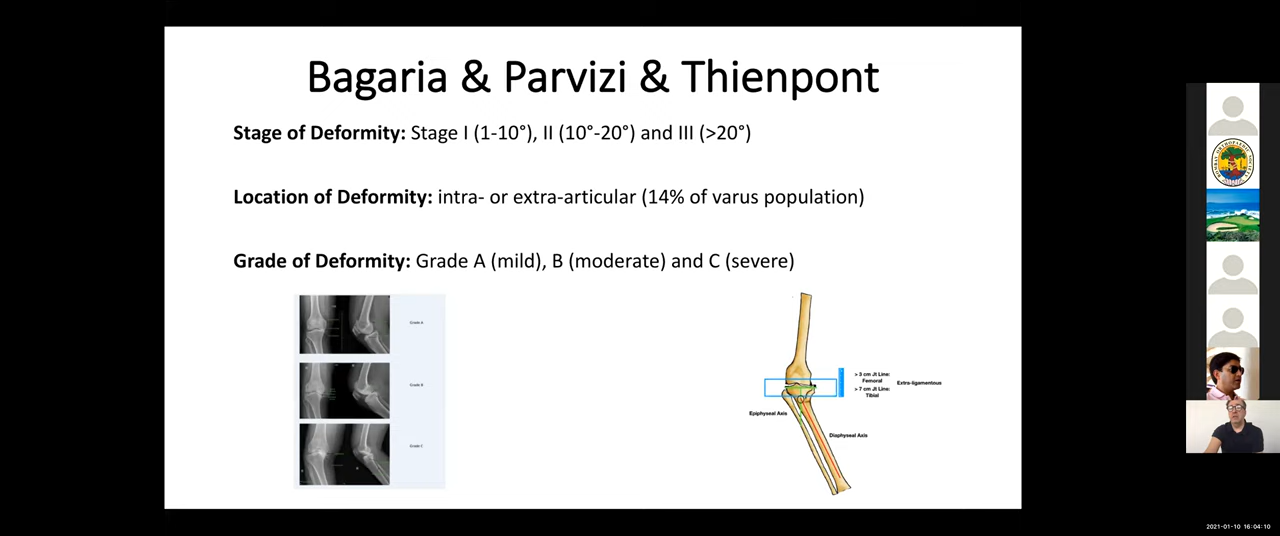 Bagaria & Parvizi & Thienpont
Stage of Deformity: Stage I (1-10°), II (10°-20°) and III (>20°)
Location of Deformity: intra- or extra-articular (14% of varus population)
Grade of Deformity: Grade A (mild), B (moderate) and C (severe)
Grade A
Grade B
Grade C
> 3 cm Jt Line:
Femoral
> 7 cm Jt Line:
Tibial
Extra-ligamentous
Epiphyseal Axis
Diaphyseal Axis
BOMBAY ORTHOPAEDIC SOCIETY
2021-01-10 16:04:10